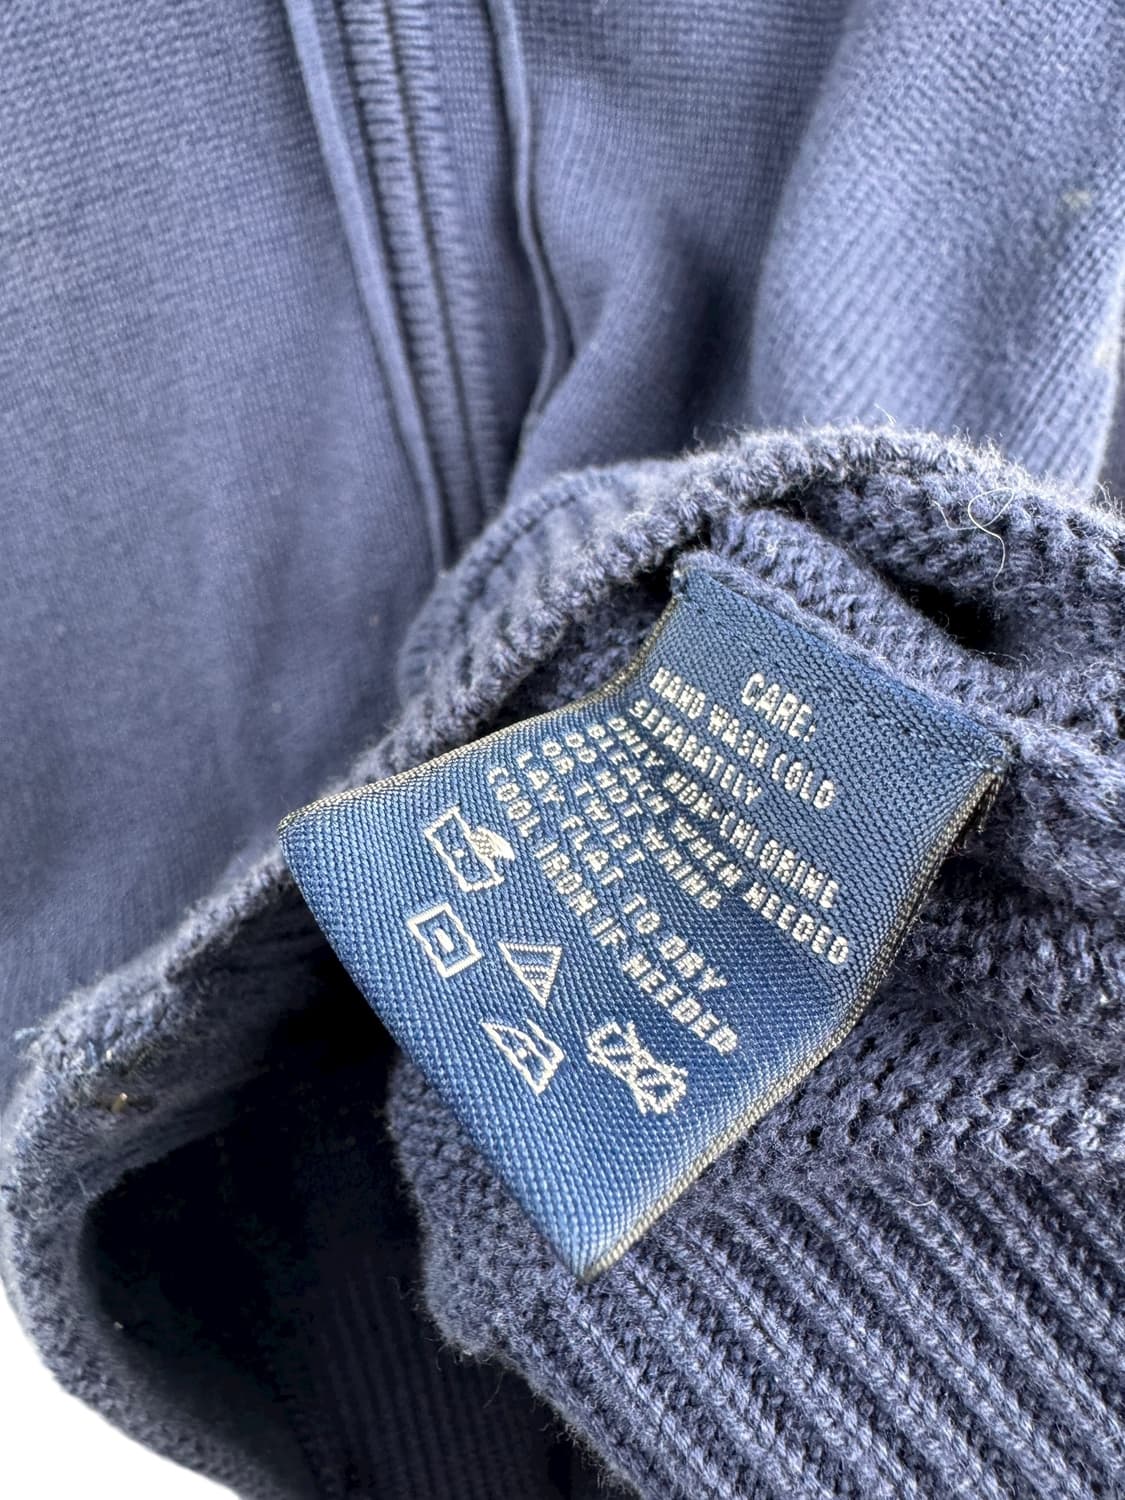 CARE:
HAND WASH COLD
SEPARATELY
ONLY NON-CHLORINE
BLEACH WHEN NEEDED
DO NOT WRING
OR TWIST
LAY FLAT TO DRY
COOL IRON, IF NEEDED